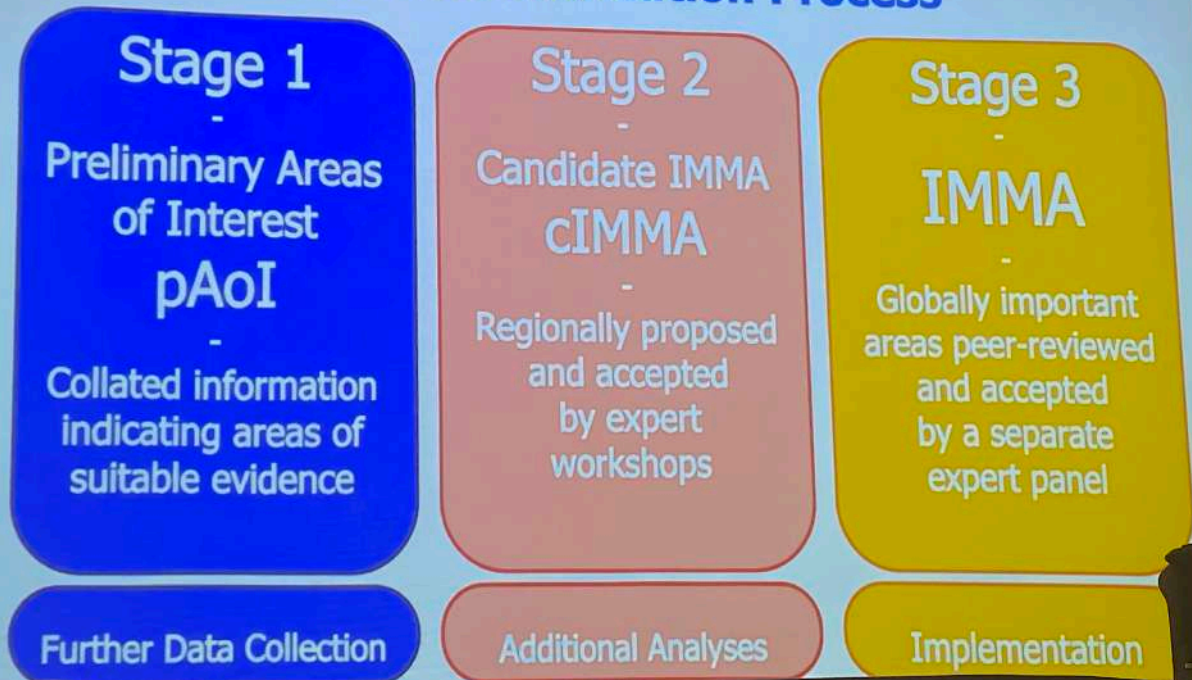 Process
Stage 1
-
Preliminary Areas
of Interest
pAoI
-
Collated information
indicating areas of
suitable evidence
Further Data Collection
Stage 2
-
Candidate IMMA
cIMMA
-
Regionally proposed
and accepted
by expert
workshops
Additional Analyses
Stage 3
-
IMMA
-
Globally important
areas peer-reviewed
and accepted
by a separate
expert panel
Implementation